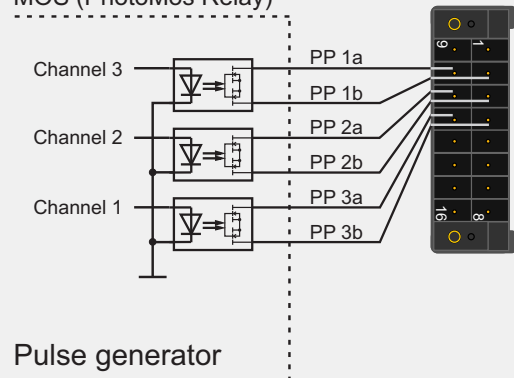 MOS (PhotoMos Relay)
PP 1a
Channel 3
PP 1b
PP 2a
Channel 2
PP 2b
PP 3a
Channel 1
PP 3b
9 1
16 8
Pulse generator